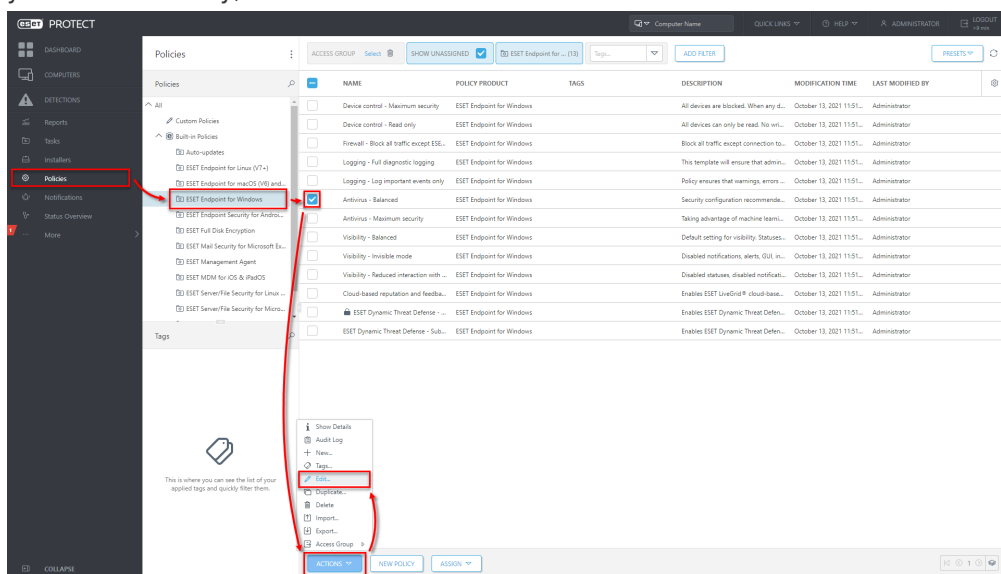 eset PROTECT
Computer Name
QUICK LINKS
HELP
ADMINISTRATOR
LOGOUT
>9 min
DASHBOARD
COMPUTERS
DETECTIONS
Reports
Tasks
Installers
Policies
Notifications
Status Overview
More
COLLAPSE
Policies
Policies
All
Custom Policies
Built-in Policies
Auto-updates
ESET Endpoint for Linux (V7+)
ESET Endpoint for macOS (V6) and...
ESET Endpoint for Windows
ESET Endpoint Security for Androi...
ESET Full Disk Encryption
ESET Mail Security for Microsoft Ex...
ESET Management Agent
ESET MDM for iOS & iPadOS
ESET Server/File Security for Linux ...
ESET Server/File Security for Micro...
Tags
This is where you can see the list of your
applied tags and quickly filter them.
ACCESS GROUP Select
SHOW UNASSIGNED
ESET Endpoint for ... (13)
Tags...
ADD FILTER
PRESETS
NAME POLICY PRODUCT TAGS DESCRIPTION MODIFICATION TIME LAST MODIFIED BY
Device control - Maximum security ESET Endpoint for Windows All devices are blocked. When any d... October 13, 2021 11:51... Administrator
Device control - Read only ESET Endpoint for Windows All devices can only be read. No wri... October 13, 2021 11:51... Administrator
Firewall - Block all traffic except ESE... ESET Endpoint for Windows Block all traffic except connection to... October 13, 2021 11:51... Administrator
Logging - Full diagnostic logging ESET Endpoint for Windows This template will ensure that admin... October 13, 2021 11:51... Administrator
Logging - Log important events only ESET Endpoint for Windows Policy ensures that warnings, errors ... October 13, 2021 11:51... Administrator
Antivirus - Balanced ESET Endpoint for Windows Security configuration recommende... October 13, 2021 11:51... Administrator
Antivirus - Maximum security ESET Endpoint for Windows Taking advantage of machine learni... October 13, 2021 11:51... Administrator
Visibility - Balanced ESET Endpoint for Windows Default setting for visibility. Statuses... October 13, 2021 11:51... Administrator
Visibility - Invisible mode ESET Endpoint for Windows Disabled notifications, alerts, GUI, in... October 13, 2021 11:51... Administrator
Visibility - Reduced interaction with ... ESET Endpoint for Windows Disabled statuses, disabled notificati... October 13, 2021 11:51... Administrator
Cloud-based reputation and feedba... ESET Endpoint for Windows Enables ESET LiveGrid® cloud-base... October 13, 2021 11:51... Administrator
ESET Dynamic Threat Defense - ... ESET Endpoint for Windows Enables ESET Dynamic Threat Defen... October 13, 2021 11:51... Administrator
ESET Dynamic Threat Defense - Sub... ESET Endpoint for Windows Enables ESET Dynamic Threat Defen... October 13, 2021 11:51... Administrator
Show Details
Audit Log
New...
Tags...
Edit...
Duplicate...
Delete
Import...
Export...
Access Group
ACTIONS
NEW POLICY
ASSIGN
1